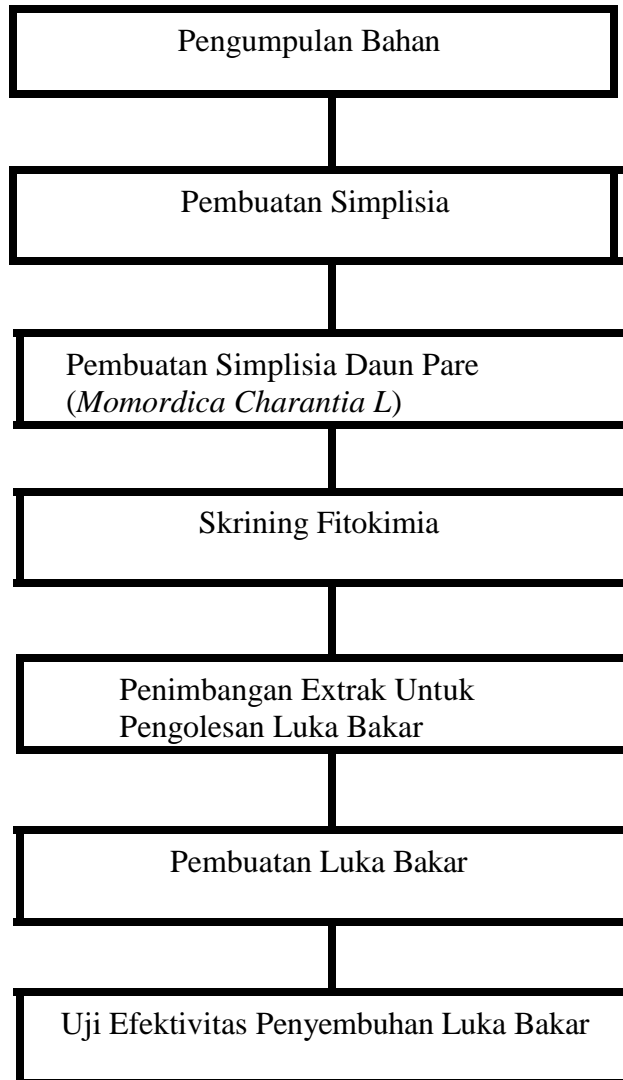 Pengumpulan Bahan
Pembuatan Simplisia
Pembuatan Simplisia Daun Pare
(Momordica Charantia L)
Skrining Fitokimia
Penimbangan Extrak Untuk
Pengolesan Luka Bakar
Pembuatan Luka Bakar
Uji Efektivitas Penyembuhan Luka Bakar